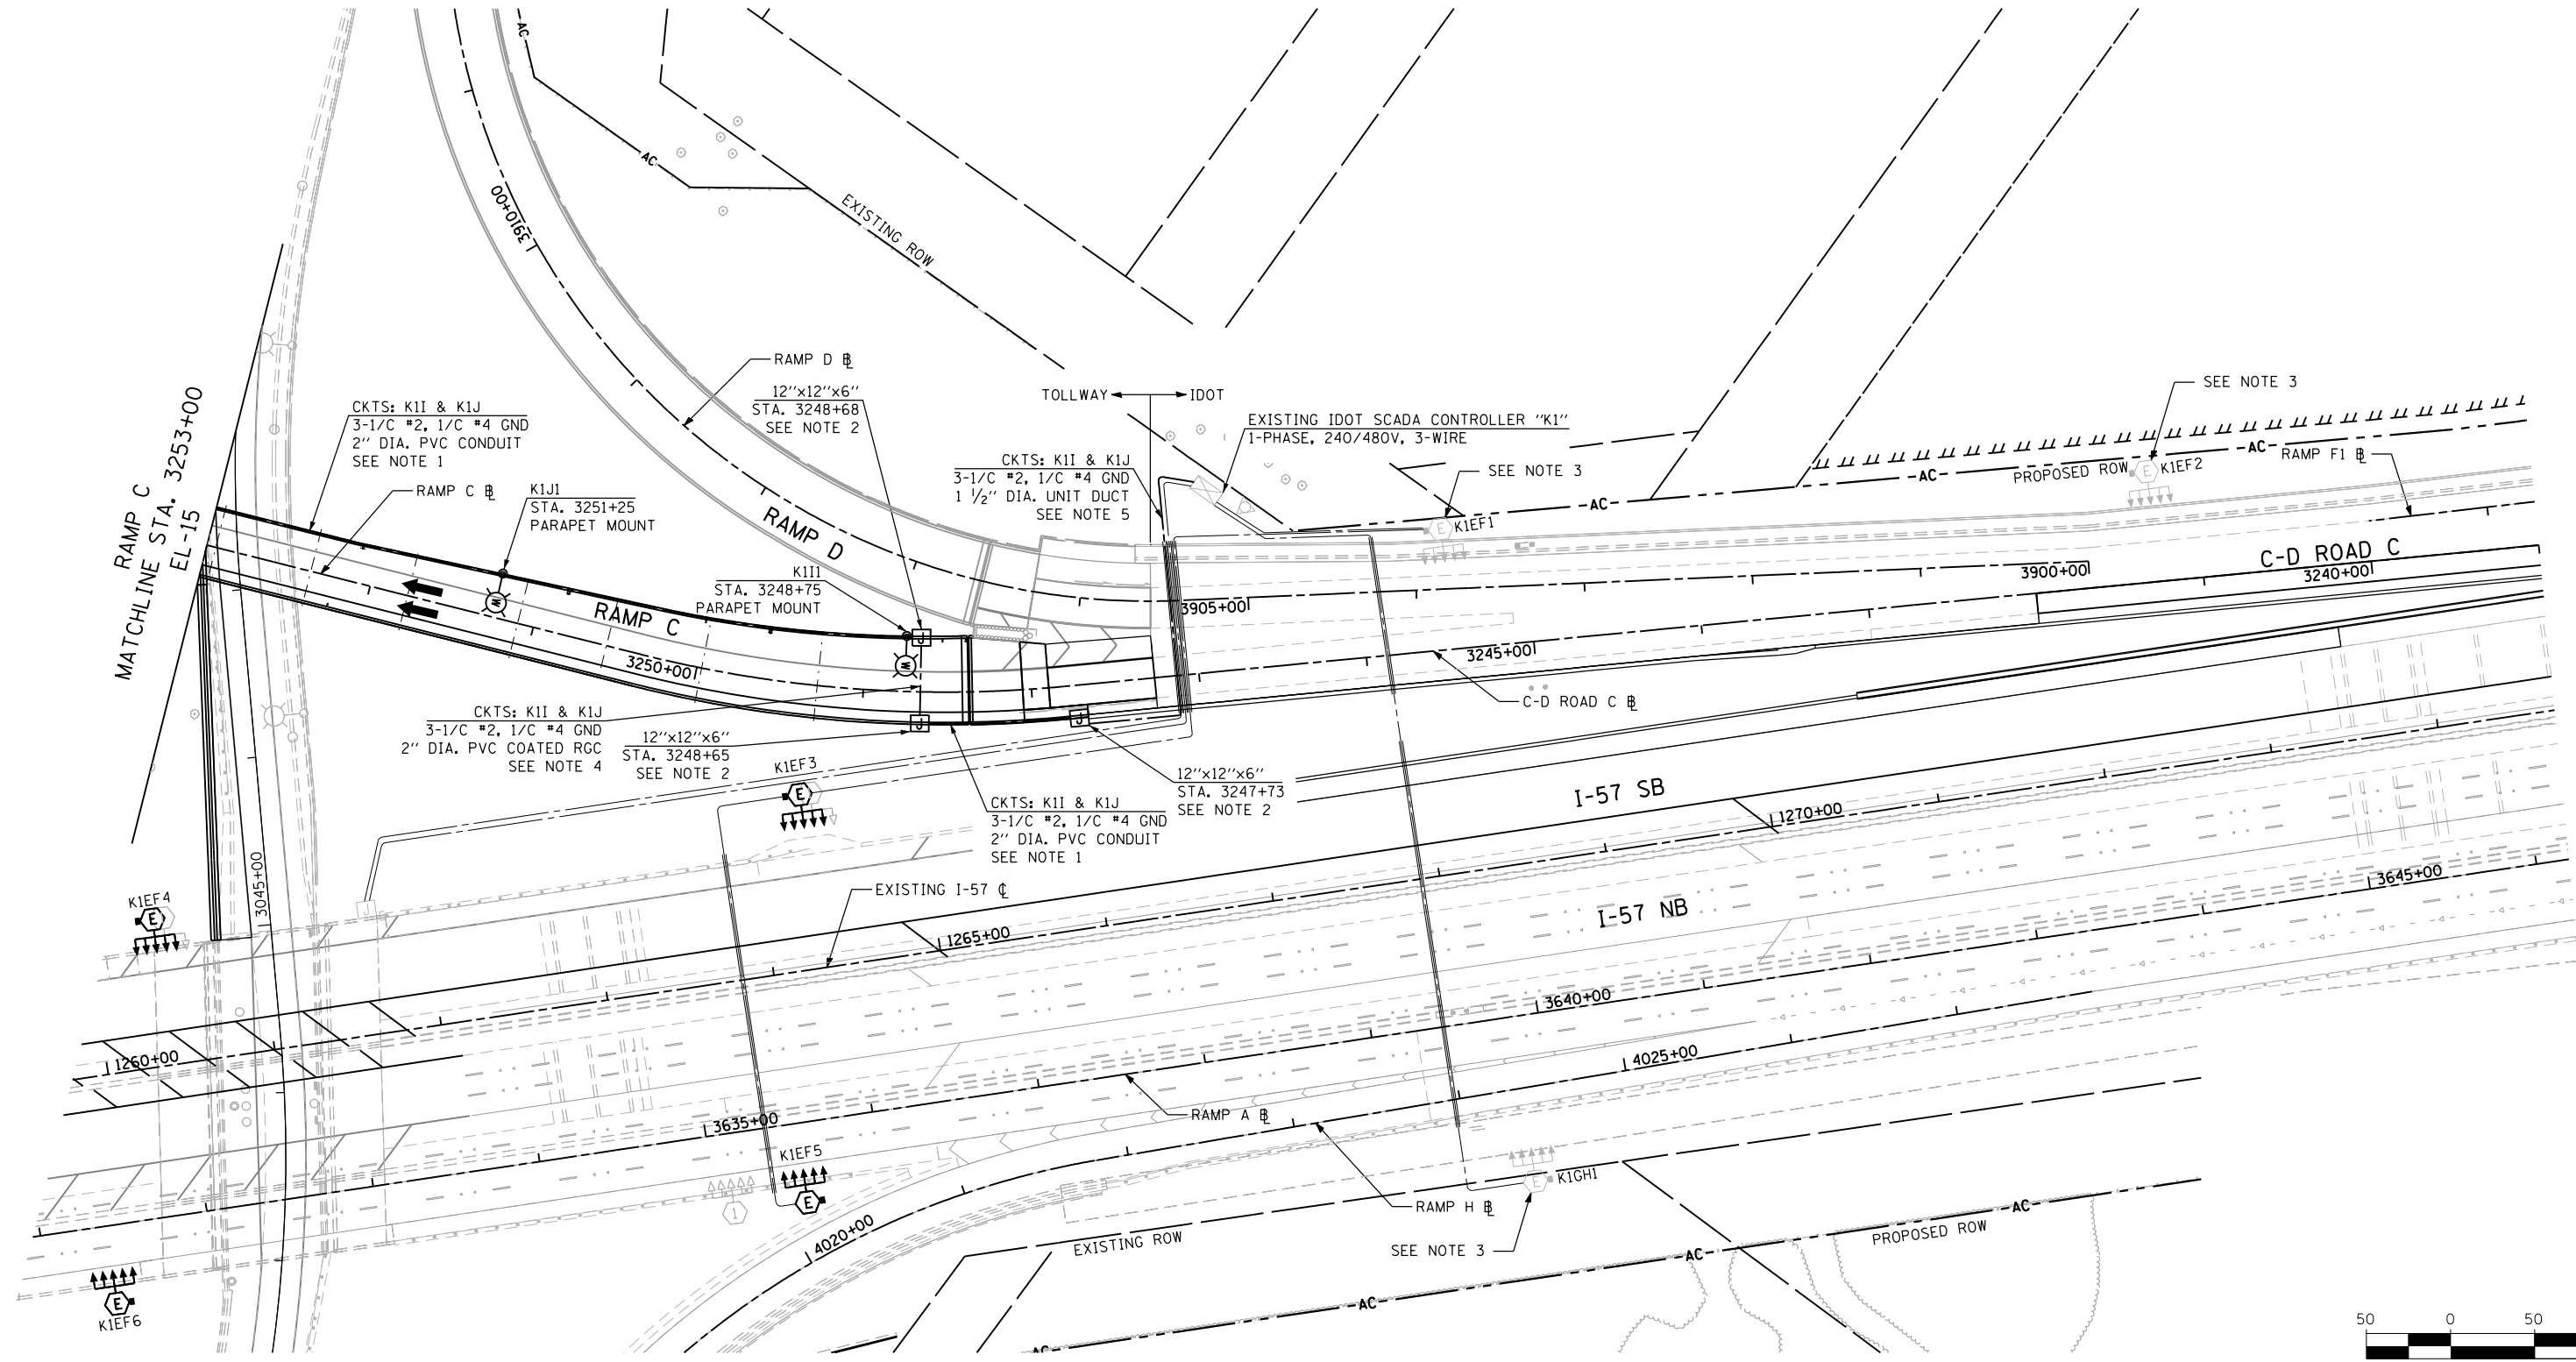 AC
AC
3910+00
EXISTING ROW
RAMP D B
12"x12"x6"
STA. 3248+68
SEE NOTE 2
TOLLWAY
IDOT
SEE NOTE 3
RAMP C
MATCHLINE STA. 3253+00
EL-15
CKTS: K1I & K1J
3-1/C #2, 1/C #4 GND
2" DIA. PVC CONDUIT
SEE NOTE 1
EXISTING IDOT SCADA CONTROLLER "K1"
1-PHASE, 240/480V, 3-WIRE
CKTS: K1I & K1J
3-1/C #2, 1/C #4 GND
1 ½" DIA. UNIT DUCT
SEE NOTE 5
SEE NOTE 3
AC
AC
PROPOSED ROW
E
K1EF2
RAMP F1 B
RAMP C B
K1J1
STA. 3251+25
PARAPET MOUNT
RAMP D
AC
E
K1EF1
C-D ROAD C
3900+00
3240+00
K1I1
STA. 3248+75
PARAPET MOUNT
3905+00
RAMP C
J
3250+00
3245+00
C-D ROAD C B
CKTS: K1I & K1J
3-1/C #2, 1/C #4 GND
2" DIA. PVC COATED RGC
SEE NOTE 4
12"x12"x6"
STA. 3248+65
SEE NOTE 2
J
J
K1EF3
E
12"x12"x6"
STA. 3247+73
SEE NOTE 2
CKTS: K1I & K1J
3-1/C #2, 1/C #4 GND
2" DIA. PVC CONDUIT
SEE NOTE 1
I-57 SB
1270+00
3045+00
K1EF4
E
J
EXISTING I-57 ℄
1265+00
I-57 NB
3645+00
3640+00
1260+00
4025+00
3635+00
RAMP A B
K1EF5
E
1
E
K1GH1
RAMP H B
4020+00
EXISTING ROW
SEE NOTE 3
AC
PROPOSED ROW
AC
E
K1EF6
AC
AC
50
0
50